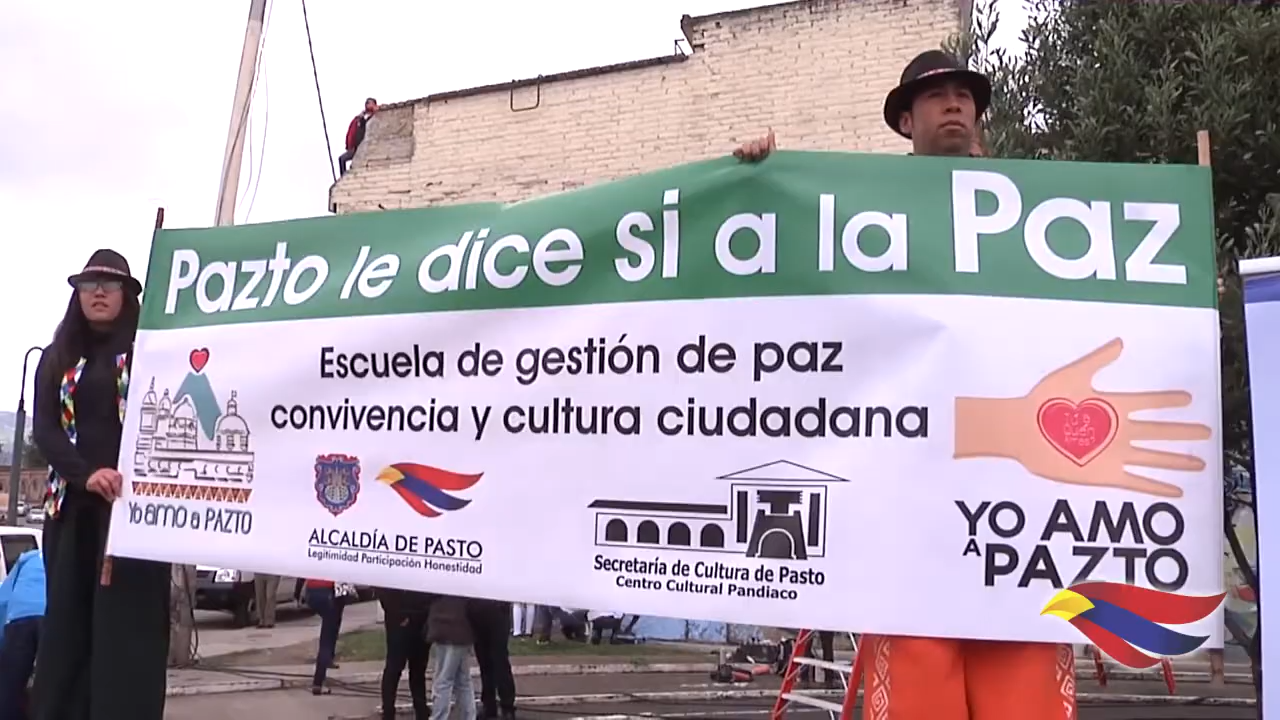 Pazto le dice si a la Paz
Escuela de gestión de paz
convivencia y cultura ciudadana
Yo amo a PAZTO
ALCALDÍA DE PASTO
Legitimidad Participación Honestidad
Secretaría de Cultura de Pasto
Centro Cultural Pandiaco
YO AMO
A PAZTO